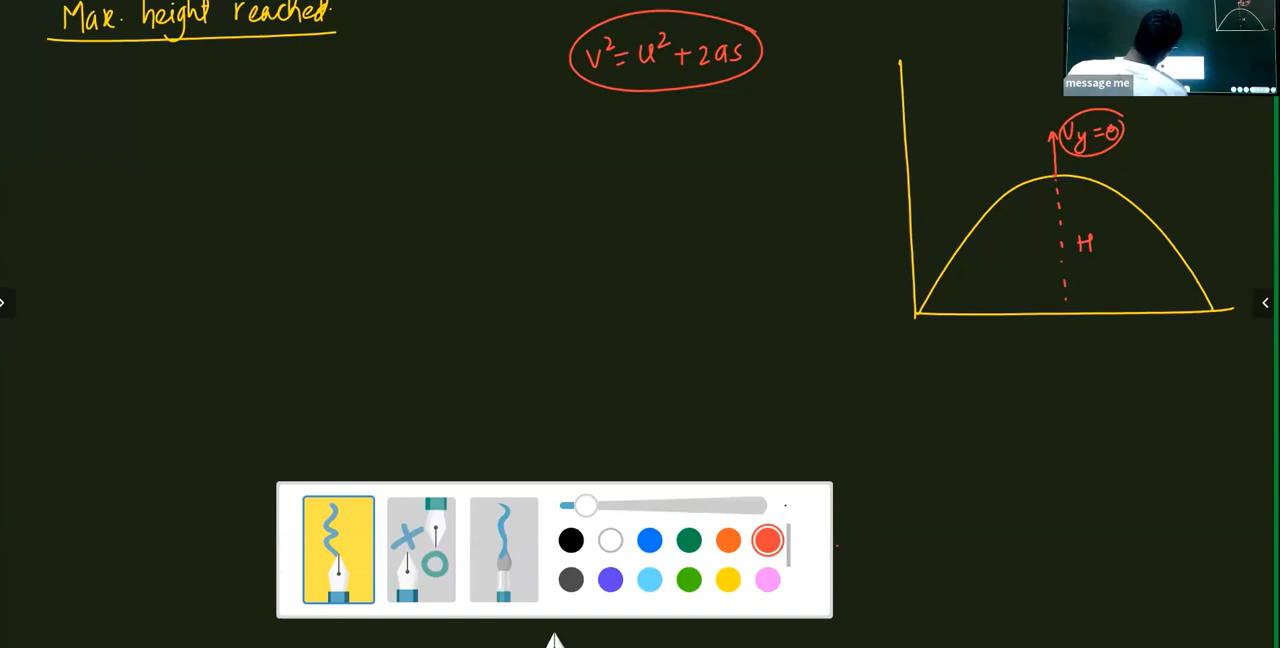 Max. height reached.
v² = u² + 2as
message me
Vy = 0
H